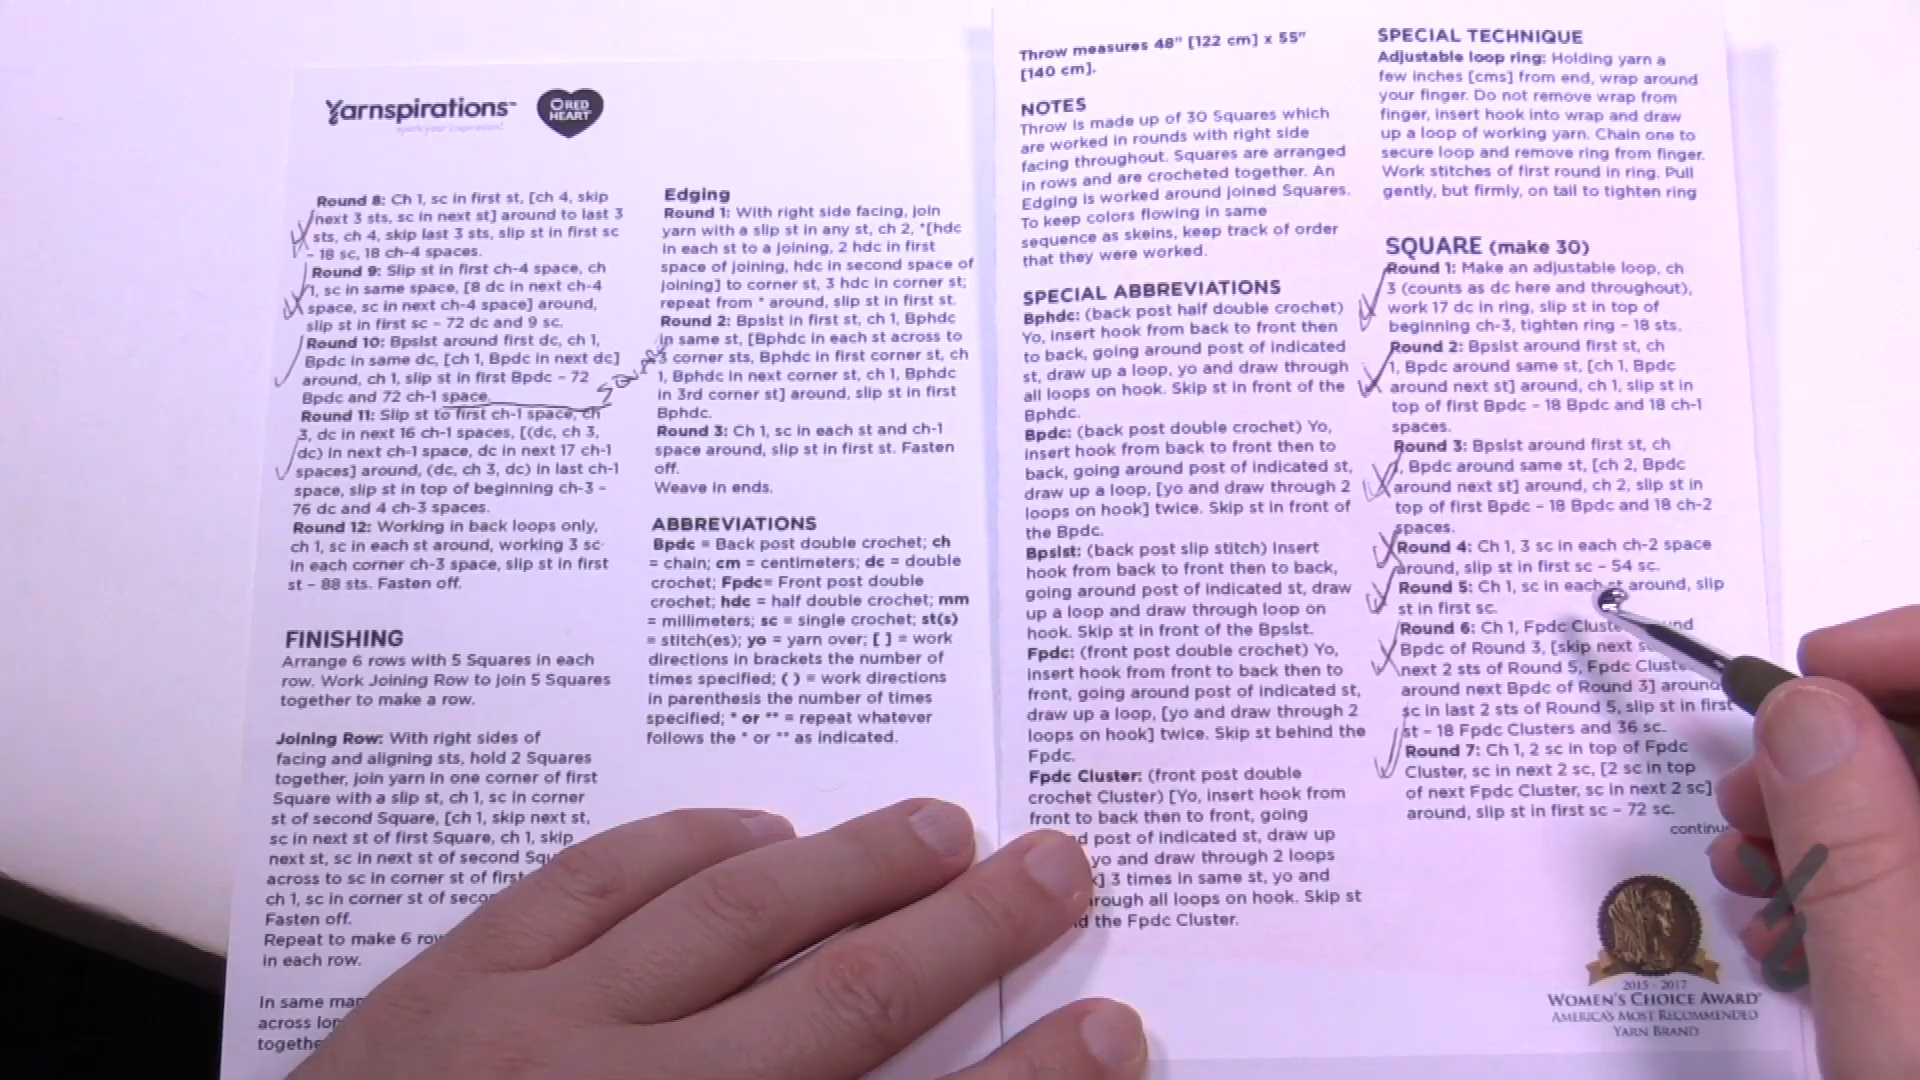 Yarnspirations™
spark your inspiration!
RED
HEART
Round 8: Ch 1, sc in first st, [ch 4, skip
next 3 sts, sc in next st] around to last 3
sts, ch 4, skip last 3 sts, slip st in first sc
– 18 sc, 18 ch-4 spaces.
Round 9: Slip st in first ch-4 space, ch
1, sc in same space, [8 dc in next ch-4
space, sc in next ch-4 space] around,
slip st in first sc – 72 dc and 9 sc.
Round 10: Bpslst around first dc, ch 1,
Bpdc in same dc, [ch 1, Bpdc in next dc]
around, ch 1, slip st in first Bpdc – 72
Bpdc and 72 ch-1 space.
Square
Round 11: Slip st to first ch-1 space, ch
3, dc in next 16 ch-1 spaces, [(dc, ch 3,
dc) in next ch-1 space, dc in next 17 ch-1
spaces] around, (dc, ch 3, dc) in last ch-1
space, slip st in top of beginning ch-3 –
76 dc and 4 ch-3 spaces.
Round 12: Working in back loops only,
ch 1, sc in each st around, working 3 sc
in each corner ch-3 space, slip st in first
st – 88 sts. Fasten off.
FINISHING
Arrange 6 rows with 5 Squares in each
row. Work Joining Row to join 5 Squares
together to make a row.
Joining Row: With right sides of
facing and aligning sts, hold 2 Squares
together, join yarn in one corner of first
Square with a slip st, ch 1, sc in corner
st of second Square, [ch 1, skip next st,
sc in next st of first Square, ch 1, skip
next st, sc in next st of second Squ
across to sc in corner st of first
ch 1, sc in corner st of seco
Fasten off.
Repeat to make 6 row
in each row.
In same man
across lon
togethe
Edging
Round 1: With right side facing, join
yarn with a slip st in any st, ch 2, *[hdc
in each st to a joining, 2 hdc in first
space of joining, hdc in second space of
joining] to corner st, 3 hdc in corner st;
repeat from * around, slip st in first st.
Round 2: Bpslst in first st, ch 1, Bphdc
in same st, [Bphdc in each st across to
3 corner sts, Bphdc in first corner st, ch
1, Bphdc in next corner st, ch 1, Bphdc
in 3rd corner st] around, slip st in first
Bphdc.
Round 3: Ch 1, sc in each st and ch-1
space around, slip st in first st. Fasten
off.
Weave in ends.
ABBREVIATIONS
Bpdc = Back post double crochet; ch
= chain; cm = centimeters; dc = double
crochet; Fpdc= Front post double
crochet; hdc = half double crochet; mm
= millimeters; sc = single crochet; st(s)
= stitch(es); yo = yarn over; [ ] = work
directions in brackets the number of
times specified; ( ) = work directions
in parenthesis the number of times
specified; * or ** = repeat whatever
follows the * or ** as indicated.
Throw measures 48" [122 cm] x 55"
[140 cm].
NOTES
Throw is made up of 30 Squares which
are worked in rounds with right side
facing throughout. Squares are arranged
in rows and are crocheted together. An
Edging is worked around joined Squares.
To keep colors flowing in same
sequence as skeins, keep track of order
that they were worked.
SPECIAL ABBREVIATIONS
Bphdc: (back post half double crochet)
Yo, insert hook from back to front then
to back, going around post of indicated
st, draw up a loop, yo and draw through
all loops on hook. Skip st in front of the
Bphdc.
Bpdc: (back post double crochet) Yo,
insert hook from back to front then to
back, going around post of indicated st,
draw up a loop, [yo and draw through 2
loops on hook] twice. Skip st in front of
the Bpdc.
Bpslst: (back post slip stitch) Insert
hook from back to front then to back,
going around post of indicated st, draw
up a loop and draw through loop on
hook. Skip st in front of the Bpslst.
Fpdc: (front post double crochet) Yo,
insert hook from front to back then to
front, going around post of indicated st,
draw up a loop, [yo and draw through 2
loops on hook] twice. Skip st behind the
Fpdc.
Fpdc Cluster: (front post double
crochet Cluster) [Yo, insert hook from
front to back then to front, going
d post of indicated st, draw up
yo and draw through 2 loops
k] 3 times in same st, yo and
rough all loops on hook. Skip st
d the Fpdc Cluster.
SPECIAL TECHNIQUE
Adjustable loop ring: Holding yarn a
few inches [cms] from end, wrap around
your finger. Do not remove wrap from
finger, insert hook into wrap and draw
up a loop of working yarn. Chain one to
secure loop and remove ring from finger.
Work stitches of first round in ring. Pull
gently, but firmly, on tail to tighten ring
SQUARE (make 30)
Round 1: Make an adjustable loop, ch
3 (counts as dc here and throughout),
work 17 dc in ring, slip st in top of
beginning ch-3, tighten ring – 18 sts.
Round 2: Bpslst around first st, ch
1, Bpdc around same st, [ch 1, Bpdc
around next st] around, ch 1, slip st in
top of first Bpdc – 18 Bpdc and 18 ch-1
spaces.
Round 3: Bpslst around first st, ch
1, Bpdc around same st, [ch 2, Bpdc
around next st] around, ch 2, slip st in
top of first Bpdc – 18 Bpdc and 18 ch-2
spaces.
Round 4: Ch 1, 3 sc in each ch-2 space
around, slip st in first sc – 54 sc.
Round 5: Ch 1, sc in each st around, slip
st in first sc.
Round 6: Ch 1, Fpdc Cluste und
Bpdc of Round 3, [skip next s
next 2 sts of Round 5, Fpdc Cluste
around next Bpdc of Round 3] around
sc in last 2 sts of Round 5, slip st in first
st – 18 Fpdc Clusters and 36 sc.
Round 7: Ch 1, 2 sc in top of Fpdc
Cluster, sc in next 2 sc, [2 sc in top
of next Fpdc Cluster, sc in next 2 sc]
around, slip st in first sc – 72 sc.
continu
2015 - 2017
WOMEN'S CHOICE AWARD®
AMERICA'S MOST RECOMMENDED
YARN BRAND